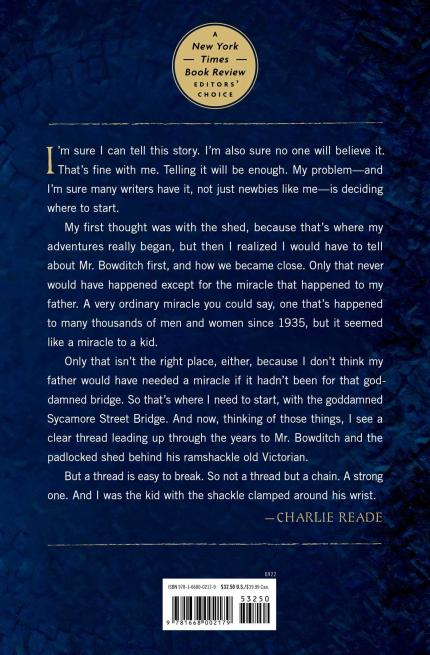 A
New York
Times
Book Review
EDITORS'
CHOICE
I'm sure I can tell this story. I'm also sure no one will believe it.
That's fine with me. Telling it will be enough. My problem—and
I'm sure many writers have it, not just newbies like me—is deciding
where to start.
My first thought was with the shed, because that's where my
adventures really began, but then I realized I would have to tell
about Mr. Bowditch first, and how we became close. Only that never
would have happened except for the miracle that happened to my
father. A very ordinary miracle you could say, one that's happened
to many thousands of men and women since 1935, but it seemed
like a miracle to a kid.
Only that isn't the right place, either, because I don't think my
father would have needed a miracle if it hadn't been for that god-
damned bridge. So that's where I need to start, with the goddamned
Sycamore Street Bridge. And now, thinking of those things, I see a
clear thread leading up through the years to Mr. Bowditch and the
padlocked shed behind his ramshackle old Victorian.
But a thread is easy to break. So not a thread but a chain. A strong
one. And I was the kid with the shackle clamped around his wrist.
—CHARLIE READE
0922
ISBN 978-1-6680-0217-9 $32.50 U.S./$39.99 Can.
53250
9 781668 002179